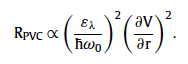 R_PVC ∝ (ε_λ / ħω_0)^2 (∂V / ∂r)^2.